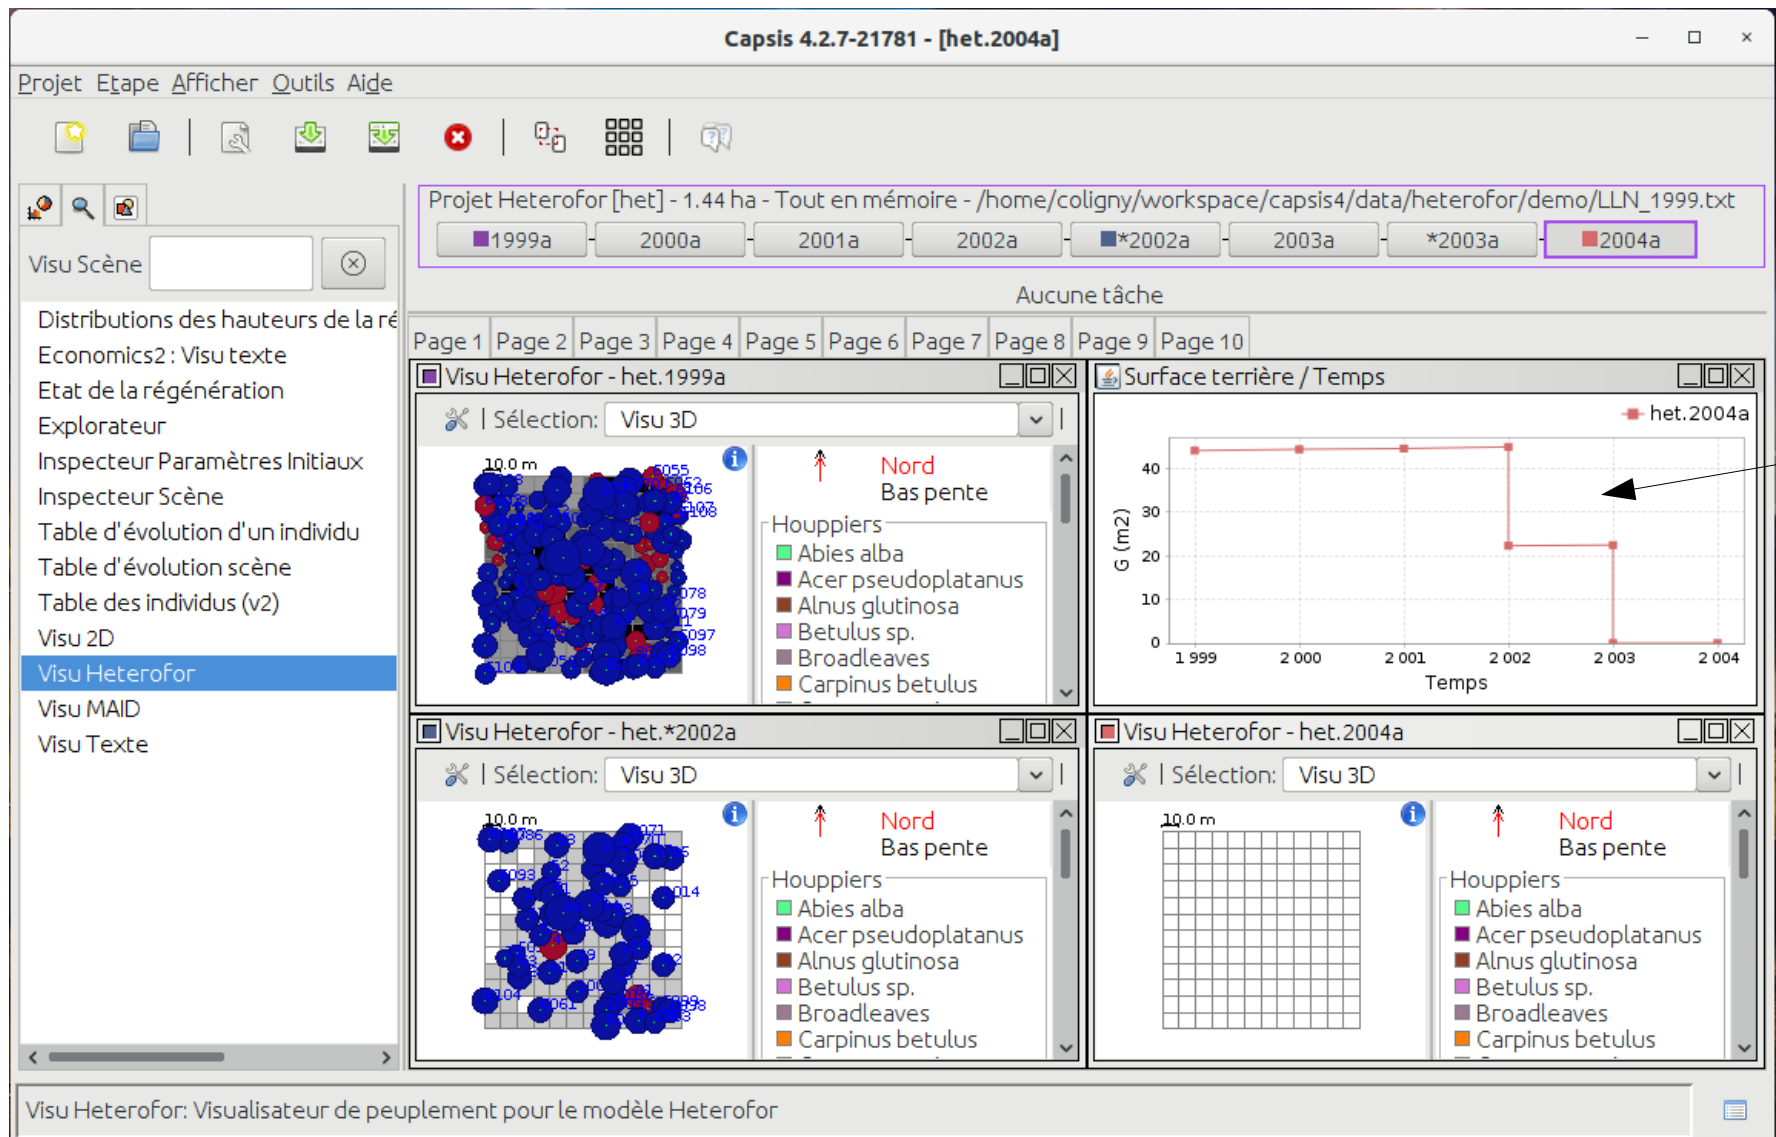 Capsis 4.2.7-21781 - [het.2004a]
Projet Etape Afficher Outils Aide
Projet Heterofor [het] - 1.44 ha - Tout en mémoire - /home/coligny/workspace/capsis4/data/heterofor/demo/LLN_1999.txt
1999a - 2000a - 2001a - 2002a - *2002a - 2003a - *2003a - 2004a
Aucune tâche
Visu Scène
Distributions des hauteurs de la ré
Economics2 : Visu texte
Etat de la régénération
Explorateur
Inspecteur Paramètres Initiaux
Inspecteur Scène
Table d'évolution d'un individu
Table d'évolution scène
Table des individus (v2)
Visu 2D
Visu Heterofor
Visu MAID
Visu Texte
Page 1 Page 2 Page 3 Page 4 Page 5 Page 6 Page 7 Page 8 Page 9 Page 10
Visu Heterofor - het.1999a
Sélection: Visu 3D
10.0 m
Nord
Bas pente
Houppiers
Abies alba
Acer pseudoplatanus
Alnus glutinosa
Betulus sp.
Broadleaves
Carpinus betulus
Surface terrière / Temps
het.2004a
G (m2)
40
30
20
10
0
1 999 2 000 2 001 2 002 2 003 2 004
Temps
Visu Heterofor - het.*2002a
Sélection: Visu 3D
10.0 m
Nord
Bas pente
Houppiers
Abies alba
Acer pseudoplatanus
Alnus glutinosa
Betulus sp.
Broadleaves
Carpinus betulus
Visu Heterofor - het.2004a
Sélection: Visu 3D
10.0 m
Nord
Bas pente
Houppiers
Abies alba
Acer pseudoplatanus
Alnus glutinosa
Betulus sp.
Broadleaves
Carpinus betulus
Visu Heterofor: Visualisateur de peuplement pour le modèle Heterofor